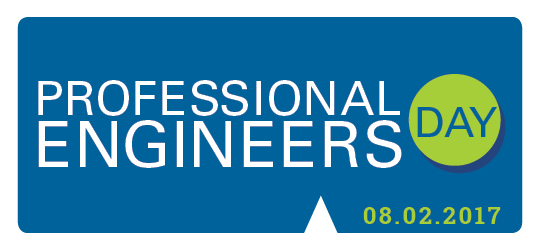 PROFESSIONAL
ENGINEERS
DAY
08.02.2017